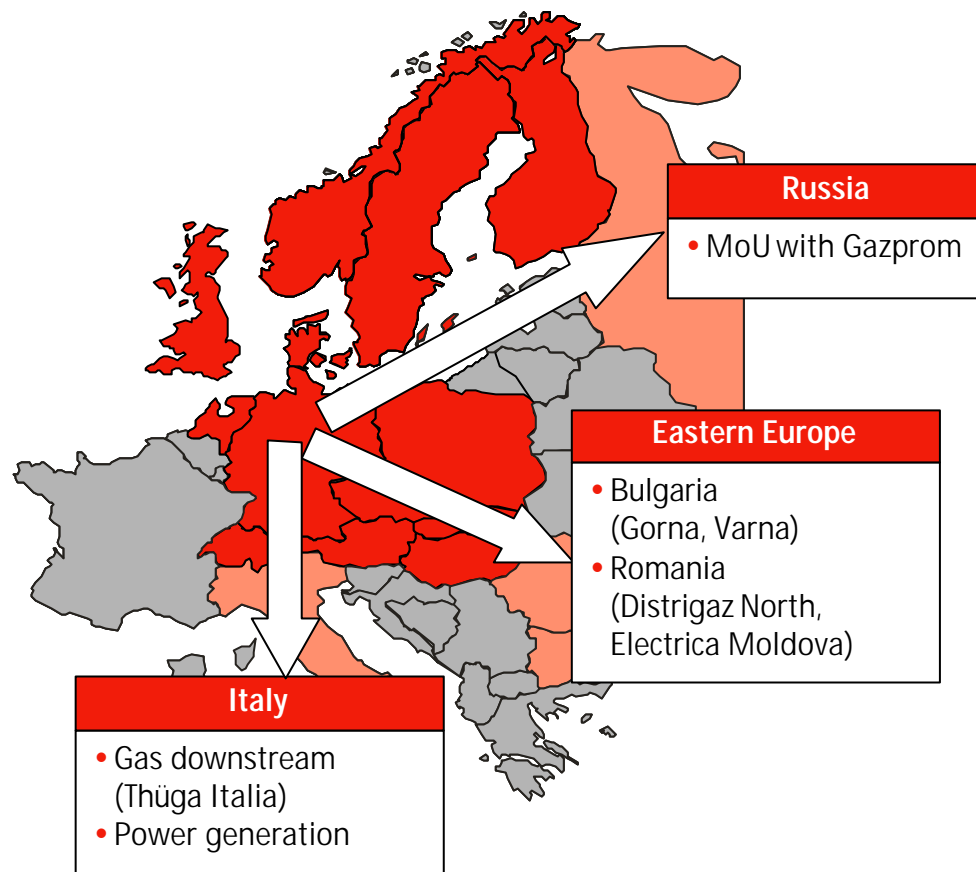 Russia
• MoU with Gazprom
Eastern Europe
• Bulgaria
(Gorna, Varna)
• Romania
(Distrigaz North,
Electrica Moldova)
Italy
• Gas downstream
(Thüga Italia)
• Power generation